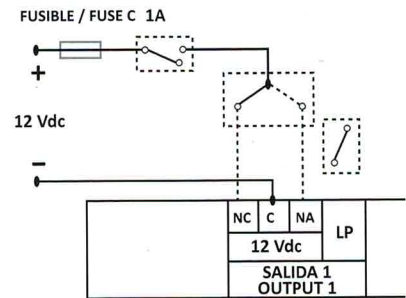 FUSIBLE / FUSE C 1A
+
12 Vdc
−
NC C NA LP
12 Vdc
SALIDA 1
OUTPUT 1